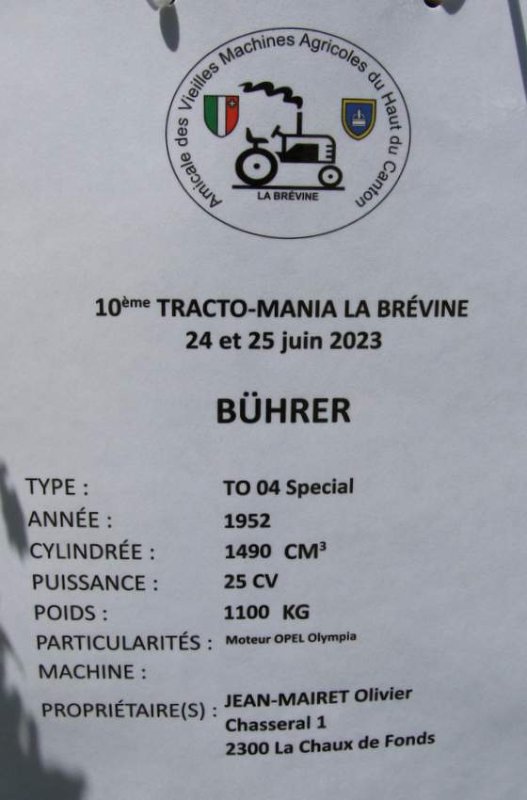 Amicale des Vieilles Machines Agricoles du Haut du Canton
LA BRÉVINE
10ème TRACTO-MANIA LA BRÉVINE
24 et 25 juin 2023
BÜHRER
TYPE : TO 04 Special
ANNÉE : 1952
CYLINDRÉE : 1490 CM³
PUISSANCE : 25 CV
POIDS : 1100 KG
PARTICULARITÉS : Moteur OPEL Olympia
MACHINE :
PROPRIÉTAIRE(S) : JEAN-MAIRET Olivier
Chasseral 1
2300 La Chaux de Fonds